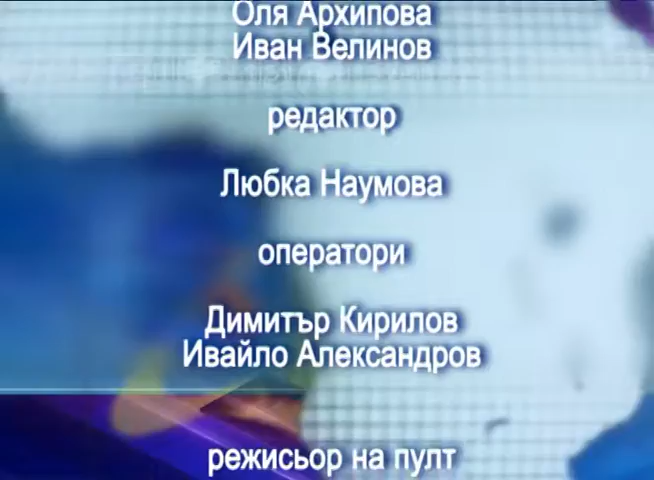 Оля Архипова
Иван Велинов
редактор
Любка Наумова
оператори
Димитър Кирилов
Ивайло Александров
режисьор на пулт